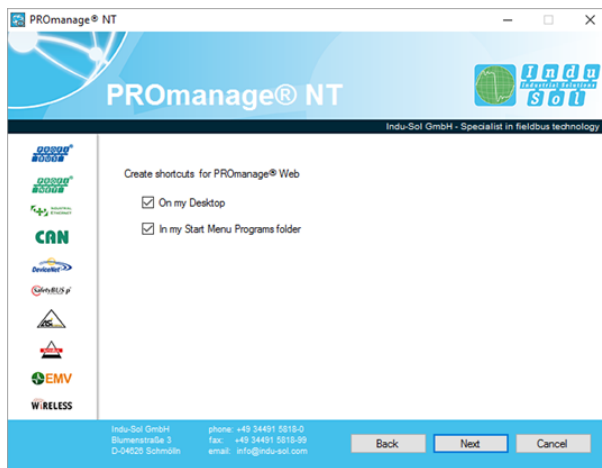 PROmanage® NT
PROmanage® NT
Indu
Industrial Solutions
Sol
Indu-Sol GmbH - Specialist in fieldbus technology
Create shortcuts for PROmanage® Web
On my Desktop
In my Start Menu Programs folder
CAN
DeviceNet
SafetyBUS p
EMV
WiRELESS
Indu-Sol GmbH
Blumenstraße 3
D-04626 Schmölln
phone: +49 34491 5818-0
fax: +49 34491 5818-99
email: info@indu-sol.com
Back
Next
Cancel